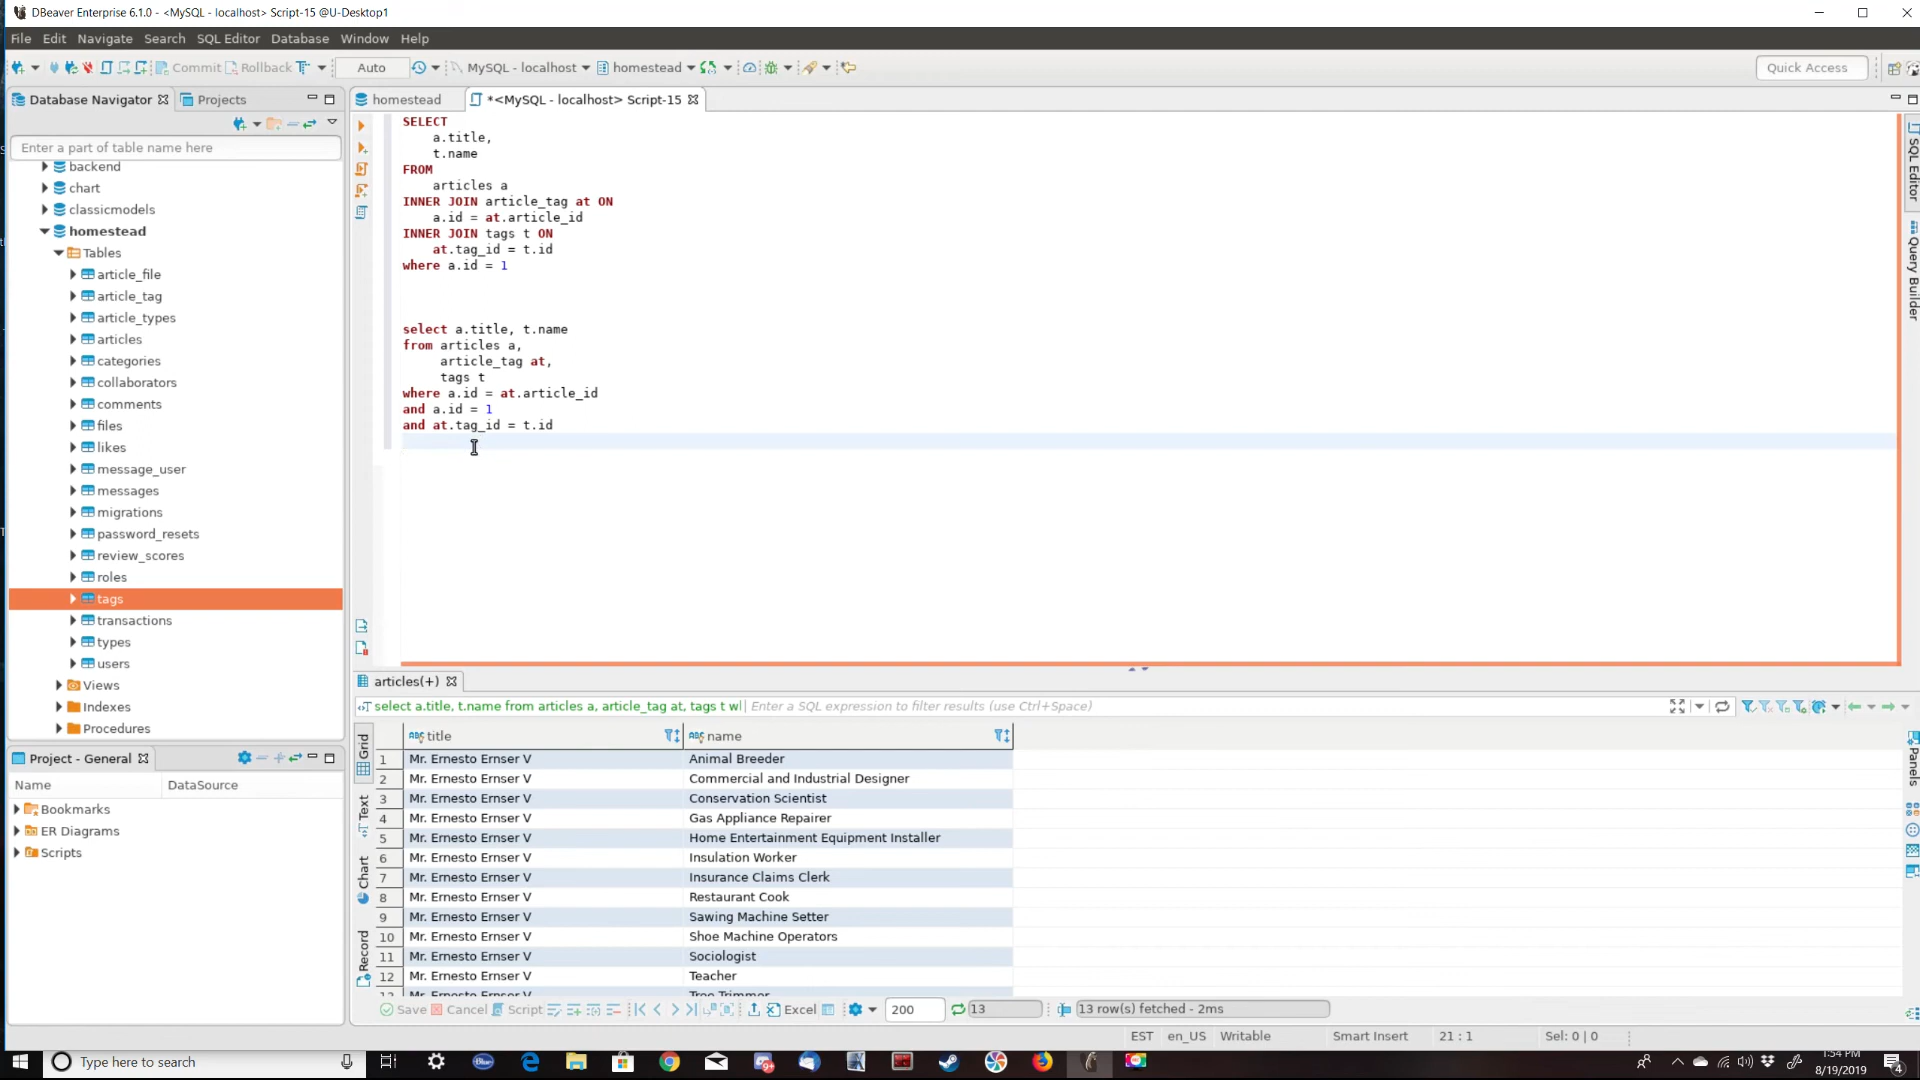 DBeaver Enterprise 6.1.0 - <MySQL - localhost> Script-15 @U-Desktop1
File Edit Navigate Search SQL Editor Database Window Help
Commit Rollback Auto MySQL - localhost homestead Quick Access
Database Navigator Projects
homestead *<MySQL - localhost> Script-15
Enter a part of table name here
backend
chart
classicmodels
homestead
Tables
article_file
article_tag
article_types
articles
categories
collaborators
comments
files
likes
message_user
messages
migrations
password_resets
review_scores
roles
tags
transactions
types
users
Views
Indexes
Procedures
Project - General
Name DataSource
Bookmarks
ER Diagrams
Scripts
SELECT
a.title,
t.name
FROM
articles a
INNER JOIN article_tag at ON
a.id = at.article_id
INNER JOIN tags t ON
at.tag_id = t.id
where a.id = 1
select a.title, t.name
from articles a,
article_tag at,
tags t
where a.id = at.article_id
and a.id = 1
and at.tag_id = t.id
SQL Editor
Query Builder
articles(+)
select a.title, t.name from articles a, article_tag at, tags t wl Enter a SQL expression to filter results (use Ctrl+Space)
Grid
Text
Chart
Record
Panels
title name
1 Mr. Ernesto Ernser V Animal Breeder
2 Mr. Ernesto Ernser V Commercial and Industrial Designer
3 Mr. Ernesto Ernser V Conservation Scientist
4 Mr. Ernesto Ernser V Gas Appliance Repairer
5 Mr. Ernesto Ernser V Home Entertainment Equipment Installer
6 Mr. Ernesto Ernser V Insulation Worker
7 Mr. Ernesto Ernser V Insurance Claims Clerk
8 Mr. Ernesto Ernser V Restaurant Cook
9 Mr. Ernesto Ernser V Sawing Machine Setter
10 Mr. Ernesto Ernser V Shoe Machine Operators
11 Mr. Ernesto Ernser V Sociologist
12 Mr. Ernesto Ernser V Teacher
13 Mr. Ernesto Ernser V Tree Trimmer
Save Cancel Script Excel 200 13 13 row(s) fetched - 2ms
EST en_US Writable Smart Insert 21 : 1 Sel: 0 | 0
Type here to search
1:54 PM
8/19/2019
4